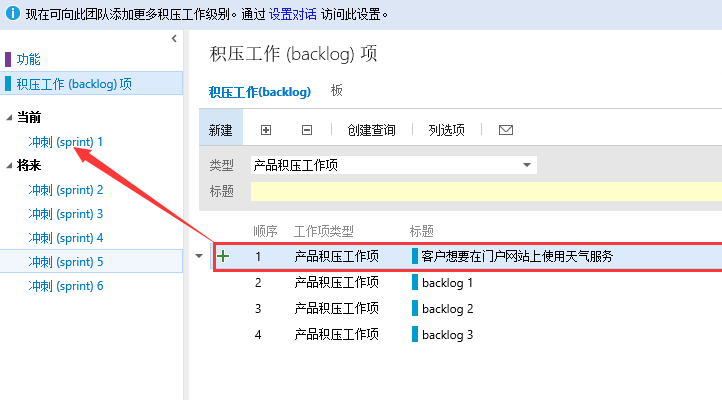 现在可向此团队添加更多积压工作级别。通过 设置对话 访问此设置。
功能
积压工作 (backlog) 项
当前
冲刺 (sprint) 1
将来
冲刺 (sprint) 2
冲刺 (sprint) 3
冲刺 (sprint) 4
冲刺 (sprint) 5
冲刺 (sprint) 6
积压工作 (backlog) 项
积压工作(backlog) 板
新建 创建查询 列选项
类型 产品积压工作项
标题
顺序 工作项类型 标题
1 产品积压工作项 客户想要在门户网站上使用天气服务
2 产品积压工作项 backlog 1
3 产品积压工作项 backlog 2
4 产品积压工作项 backlog 3